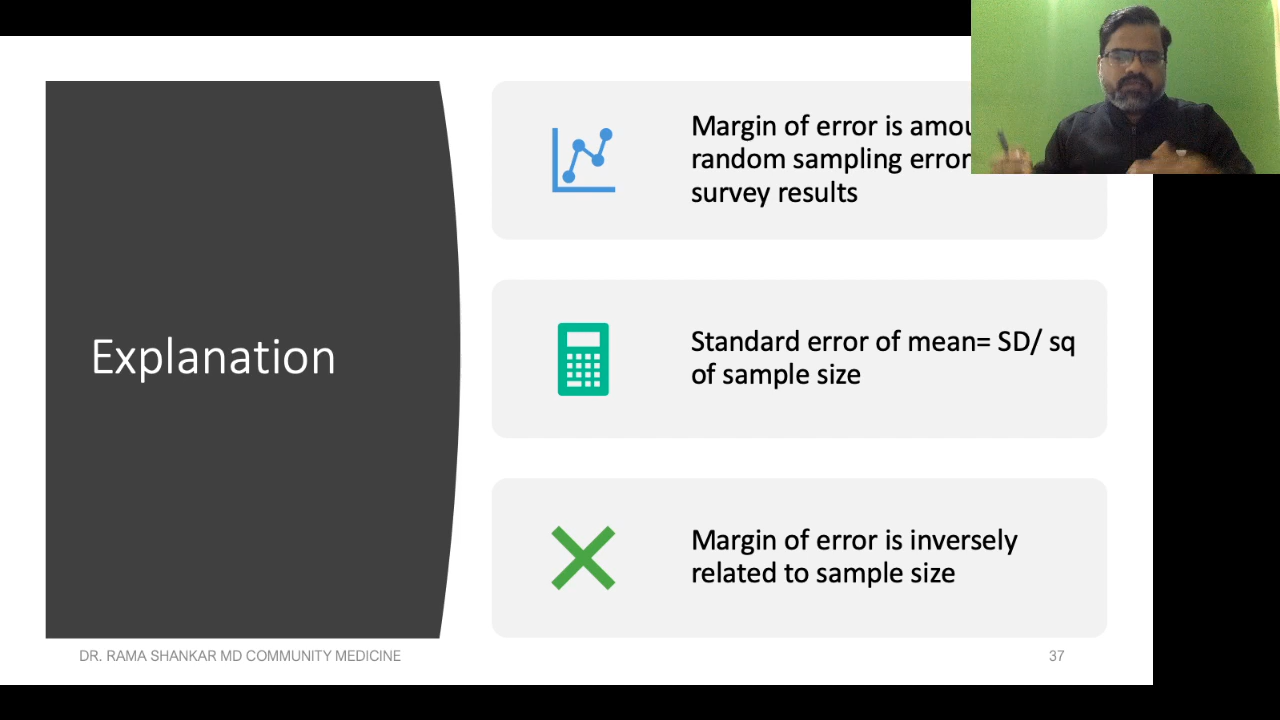 Explanation
Margin of error is
random sampling error
survey results
Standard error of mean= SD/ sq
of sample size
Margin of error is inversely
related to sample size
DR. RAMA SHANKAR MD COMMUNITY MEDICINE
37